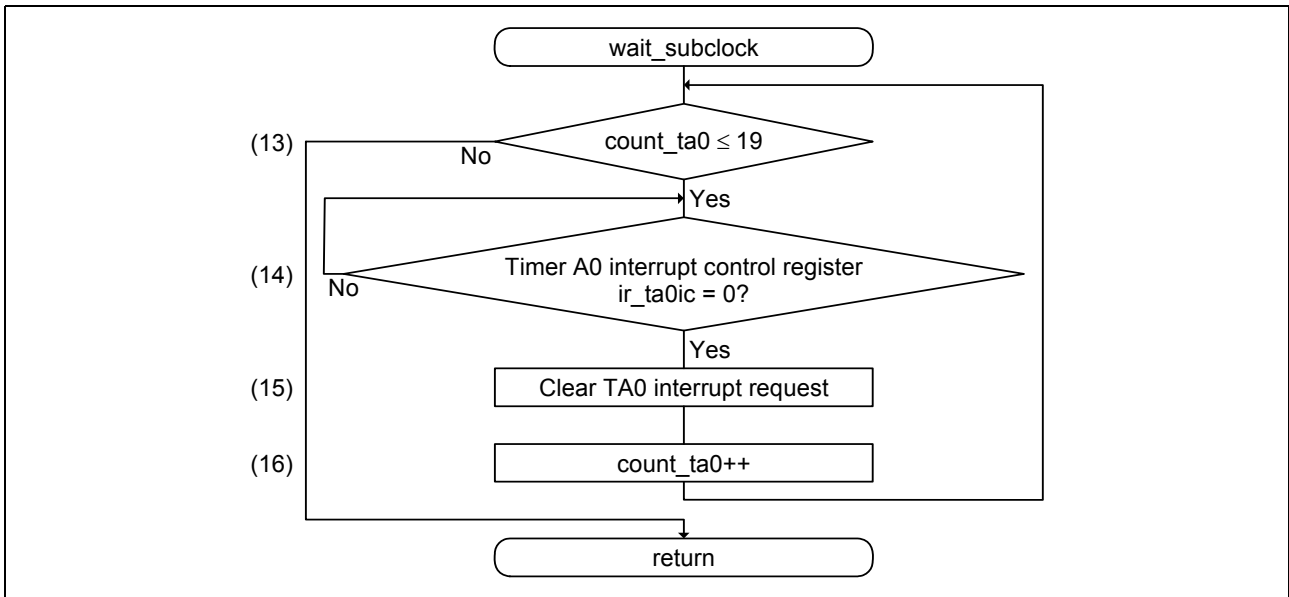 wait_subclock
(13)
count_ta0 ≤ 19
No
Yes
(14)
Timer A0 interrupt control register
ir_ta0ic = 0?
No
Yes
(15)
Clear TA0 interrupt request
(16)
count_ta0++
return